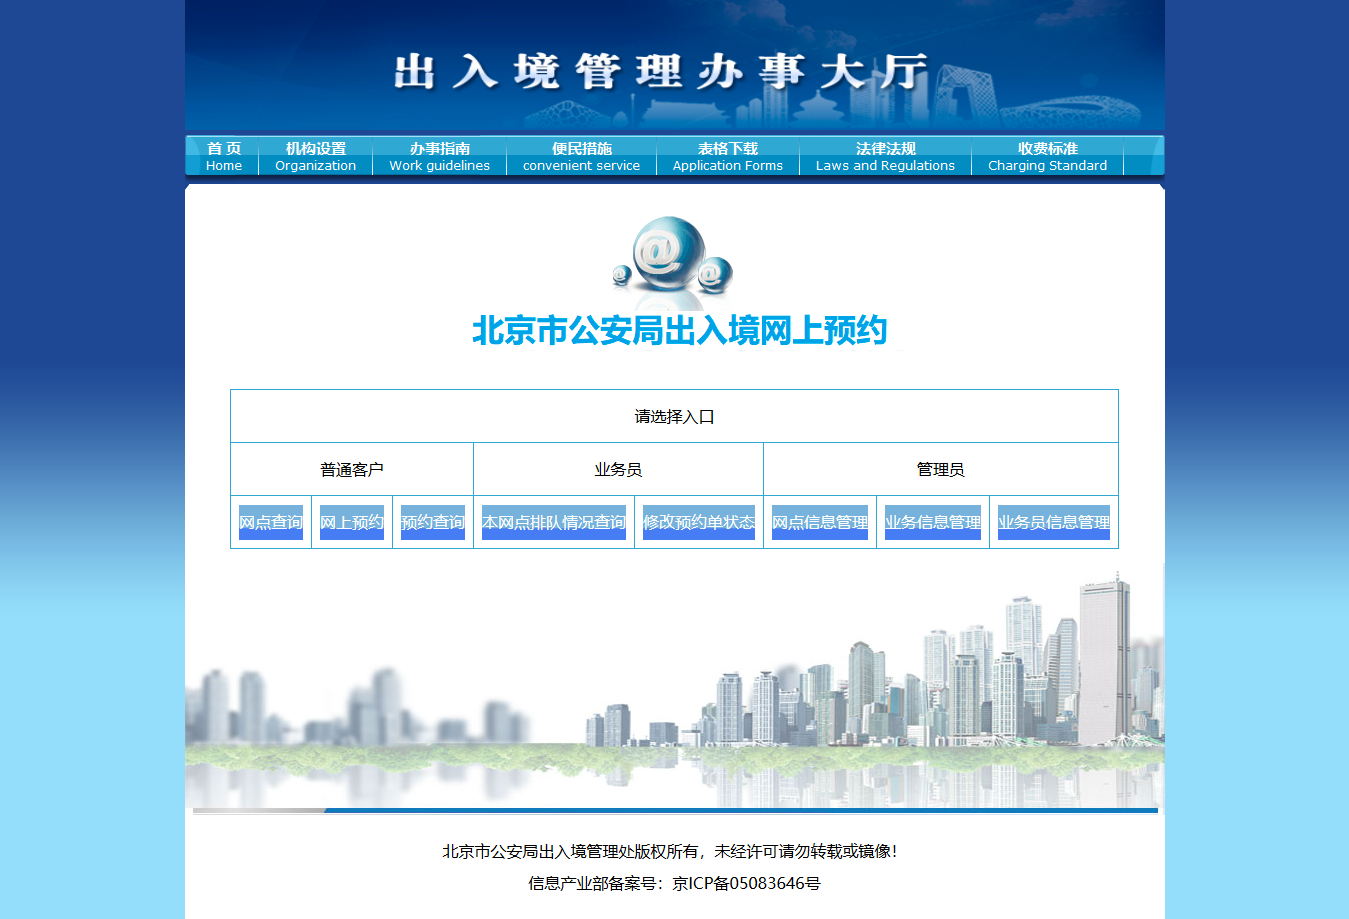 出入境管理办事大厅
首 页 机构设置 办事指南 便民措施 表格下载 法律法规 收费标准
Home Organization Work guidelines convenient service Application Forms Laws and Regulations Charging Standard
北京市公安局出入境网上预约
请选择入口
普通客户 业务员 管理员
网点查询 网上预约 预约查询 本网点排队情况查询 修改预约单状态 网点信息管理 业务信息管理 业务员信息管理
北京市公安局出入境管理处版权所有，未经许可请勿转载或镜像！
信息产业部备案号：京ICP备05083646号